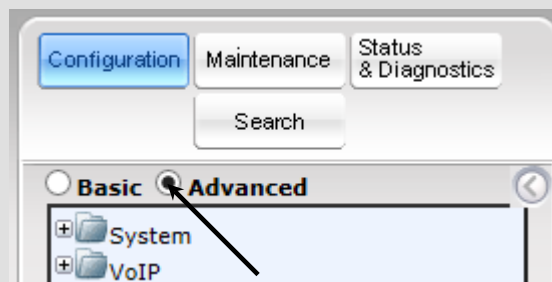 Configuration
Maintenance
Status
& Diagnostics
Search
Basic Advanced
System
VoIP